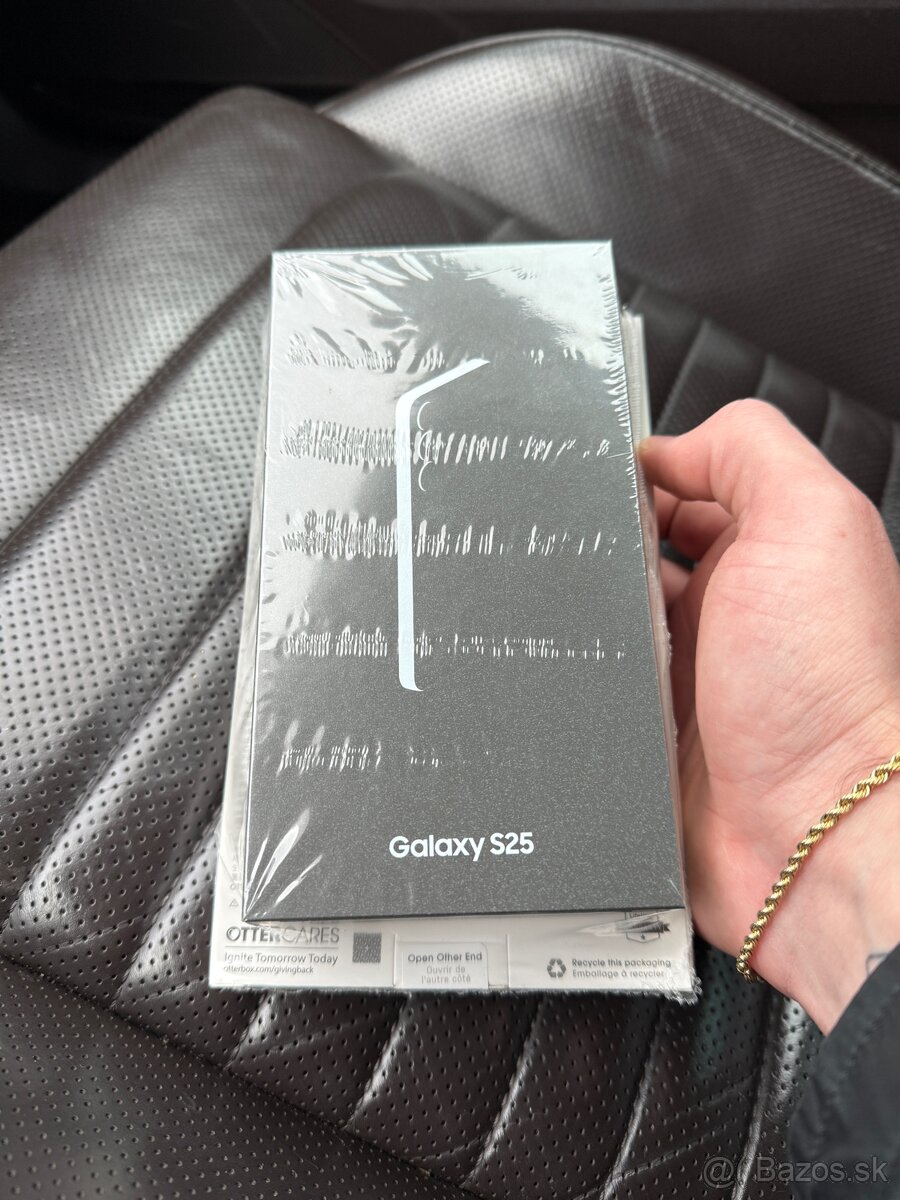 Galaxy S25
OTTERCARES
Ignite Tomorrow Today
otterbox.com/givingback
Open Other End
Ouvrir de
l'autre côté
Recycle this packaging
Emballage à recycler
@Bazos.sk